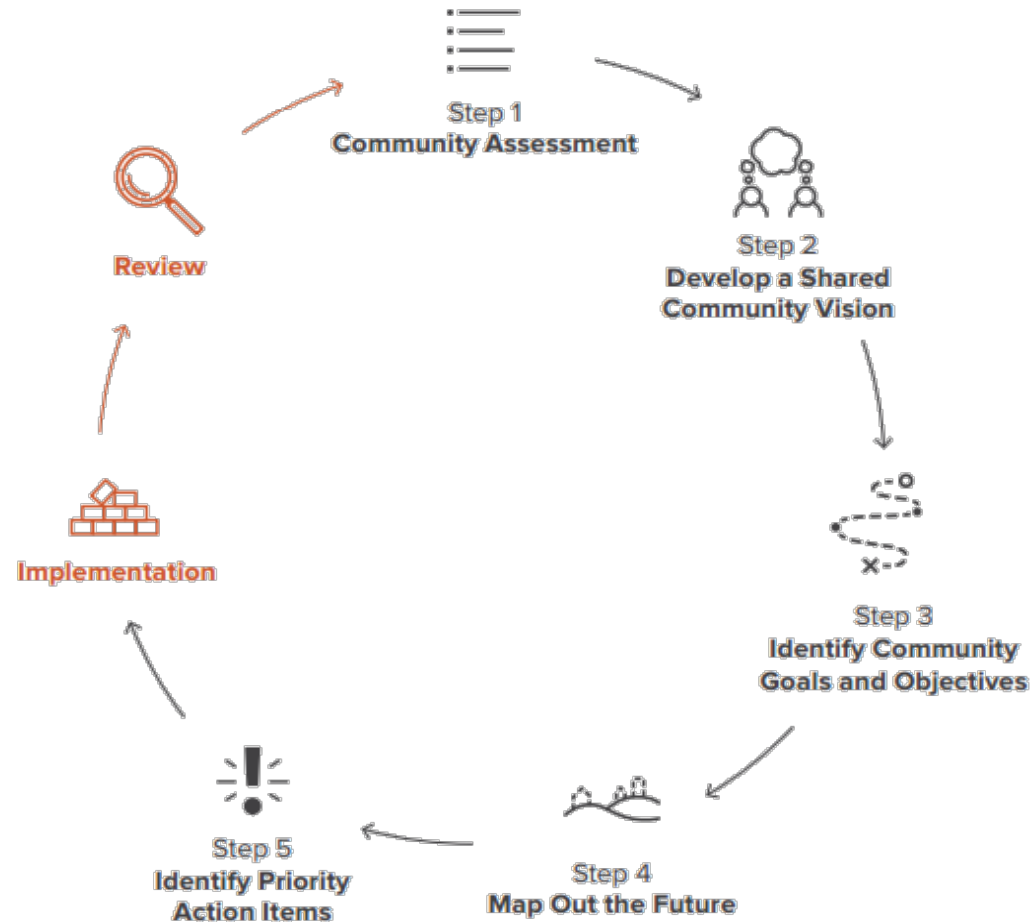 Step 1
Community Assessment
Step 2
Develop a Shared
Community Vision
Step 3
Identify Community
Goals and Objectives
Step 4
Map Out the Future
Step 5
Identify Priority
Action Items
Implementation
Review